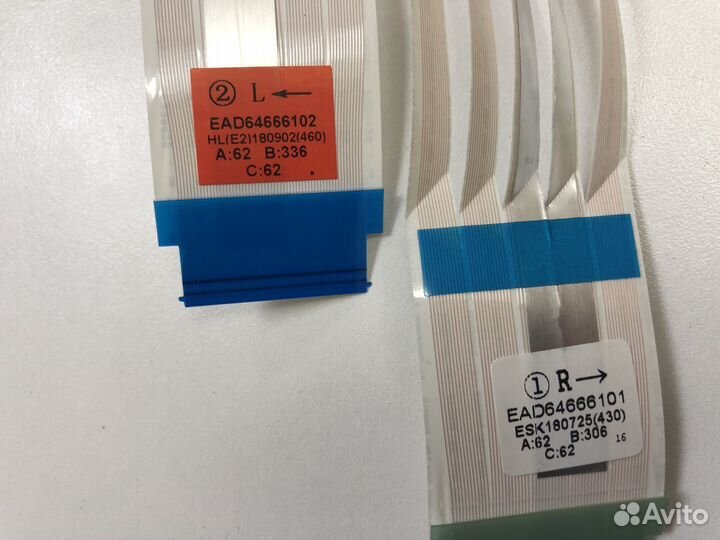 ② L ←
EAD64666102
HL(E2)180902(460)
A:62 B:336
C:62
① R →
EAD64666101
ESK180725(430)
A:62 B:306 16
C:62
Avito